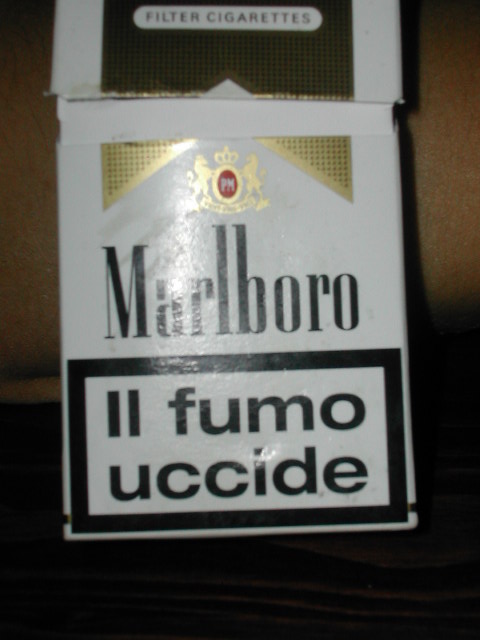 FILTER CIGARETTES
PM
Marlboro
Il fumo
uccide